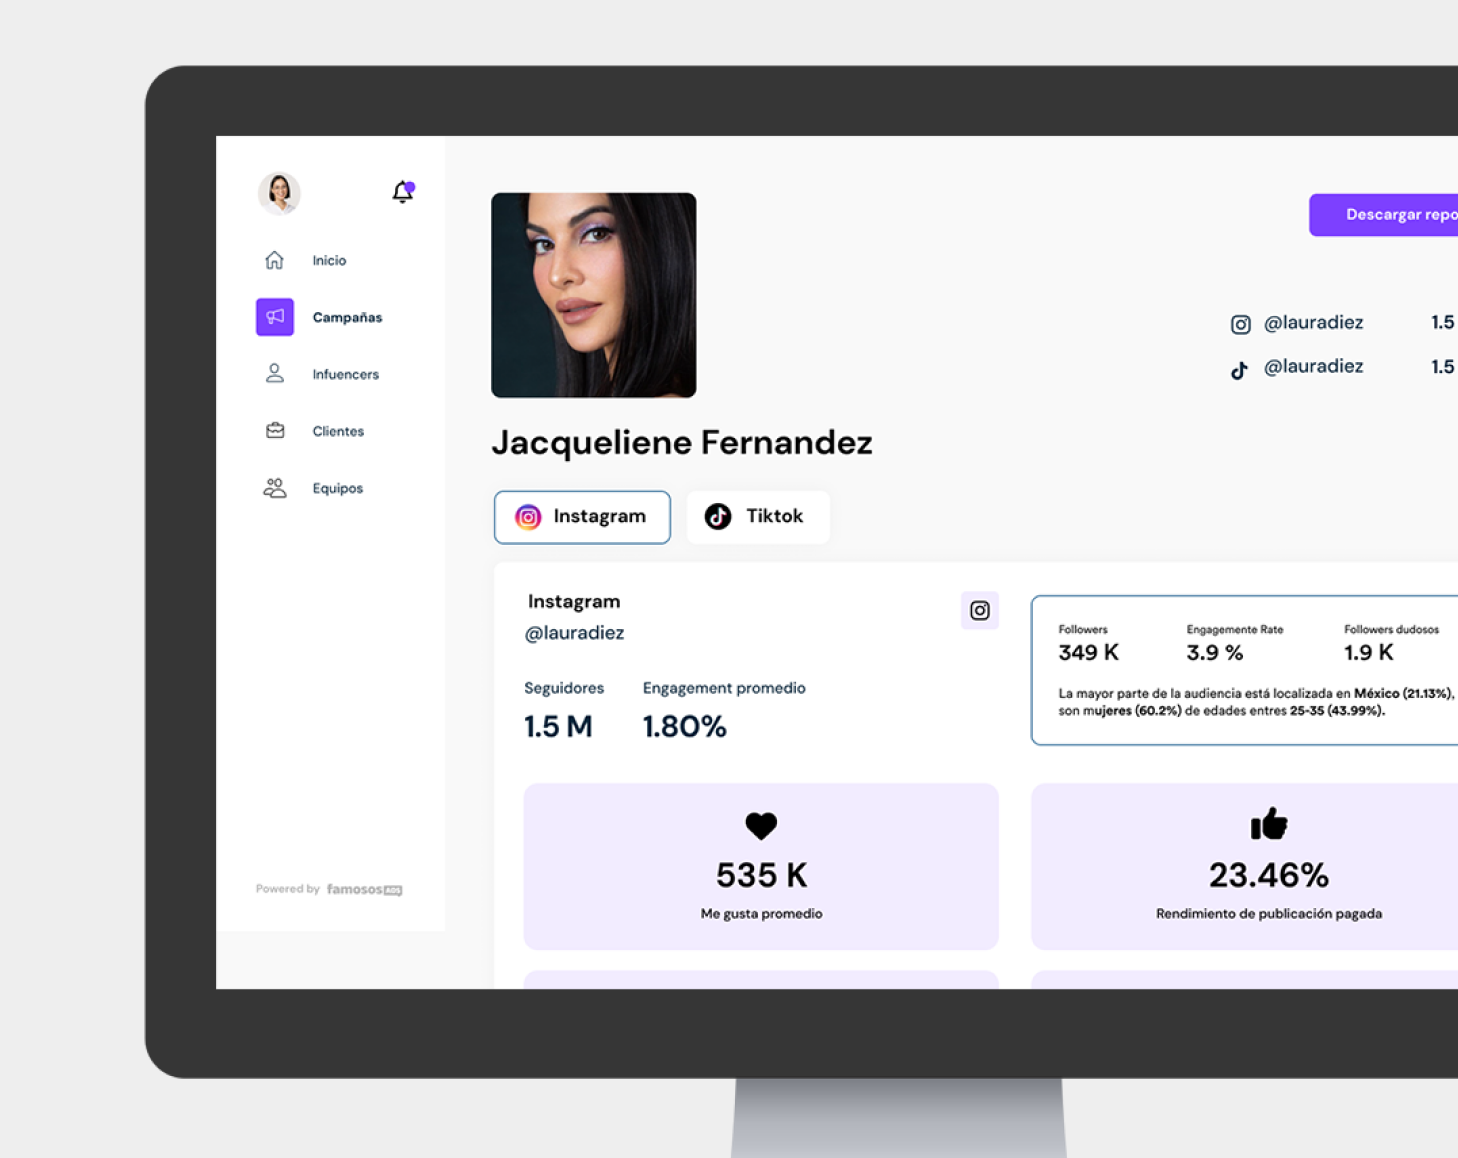 Inicio
Campañas
Infuencers
Clientes
Equipos
Powered by famosos ADS
Descargar repo
@lauradiez 1.5
@lauradiez 1.5
Jacqueliene Fernandez
Instagram Tiktok
Instagram
@lauradiez
Seguidores Engagement promedio
1.5 M 1.80%
Followers Engagemente Rate Followers dudosos
349 K 3.9 % 1.9 K
La mayor parte de la audiencia está localizada en México (21.13%),
son mujeres (60.2%) de edades entres 25-35 (43.99%).
535 K
Me gusta promedio
23.46%
Rendimiento de publicación pagada